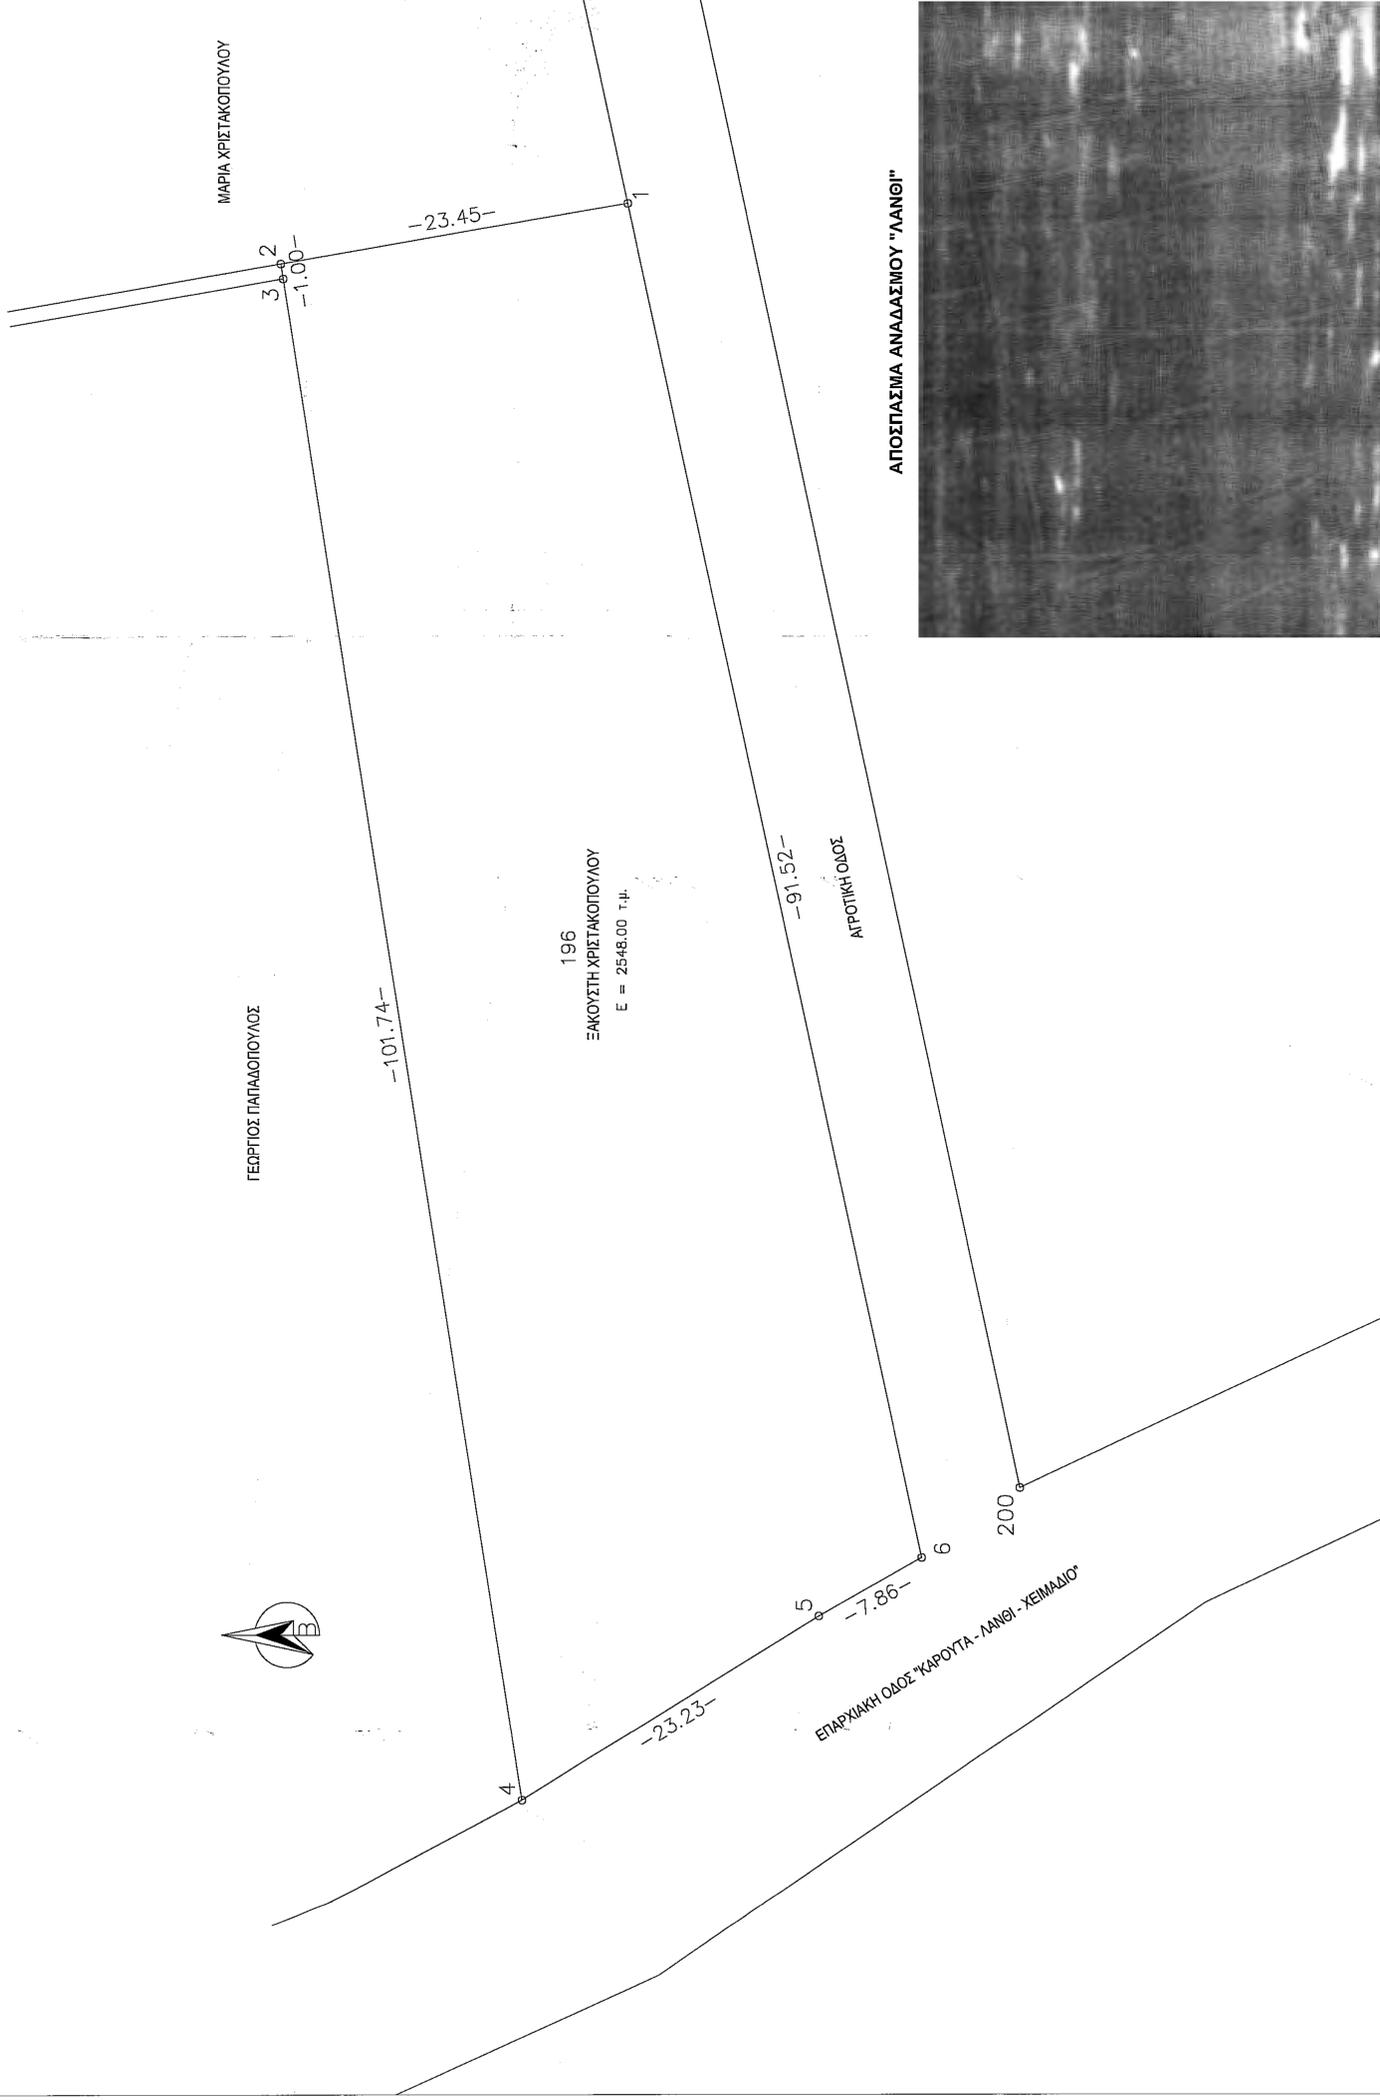 ΜΑΡΙΑ ΧΡΙΣΤΑΚΟΠΟΥΛΟΥ
2
3
-1.00-
-23.45-
1
ΑΠΟΣΠΑΣΜΑ ΑΝΑΔΑΣΜΟΥ "ΛΑΝΘΙ"
ΓΕΩΡΓΙΟΣ ΠΑΠΑΔΟΠΟΥΛΟΣ
-101.74-
196
ΞΑΚΟΥΣΤΗ ΧΡΙΣΤΑΚΟΠΟΥΛΟΥ
Ε = 2548.00 τ.μ.
-91.52-
ΑΓΡΟΤΙΚΗ ΟΔΟΣ
4
-23.23-
5
-7.86-
6
200
ΕΠΑΡΧΙΑΚΗ ΟΔΟΣ "ΚΑΡΟΥΤΑ - ΛΑΝΘΙ - ΧΕΙΜΑΔΙΟ"